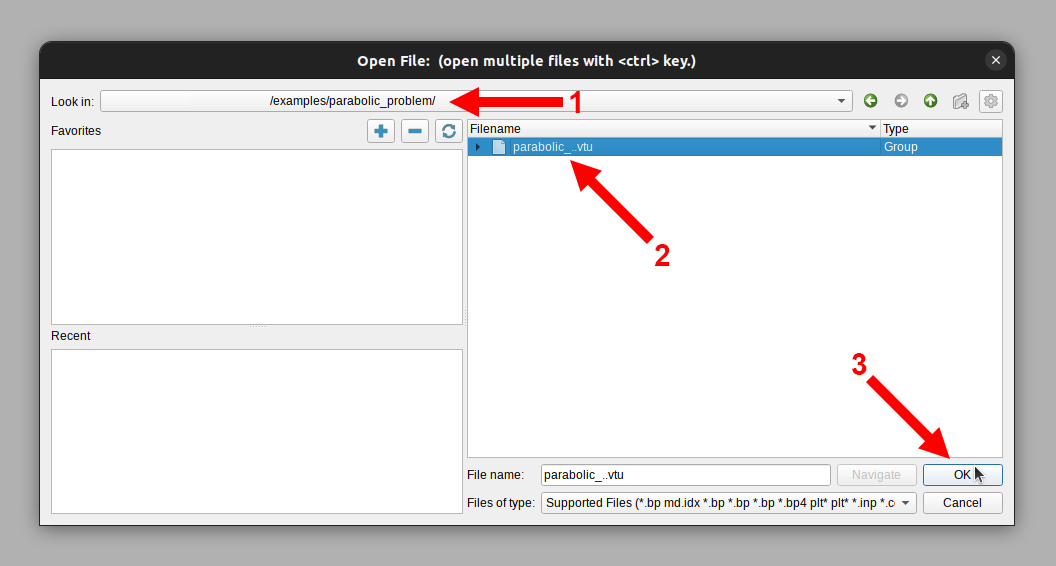 Open File:  (open multiple files with <ctrl> key.)
Look in:
/examples/parabolic_problem/
1
Favorites
Filename
Type
parabolic_..vtu
Group
2
Recent
3
File name:
parabolic_..vtu
Navigate
OK
Files of type:
Supported Files (*.bp md.idx *.bp *.bp *.bp *.bp4 plt* plt* *.inp *.c
Cancel